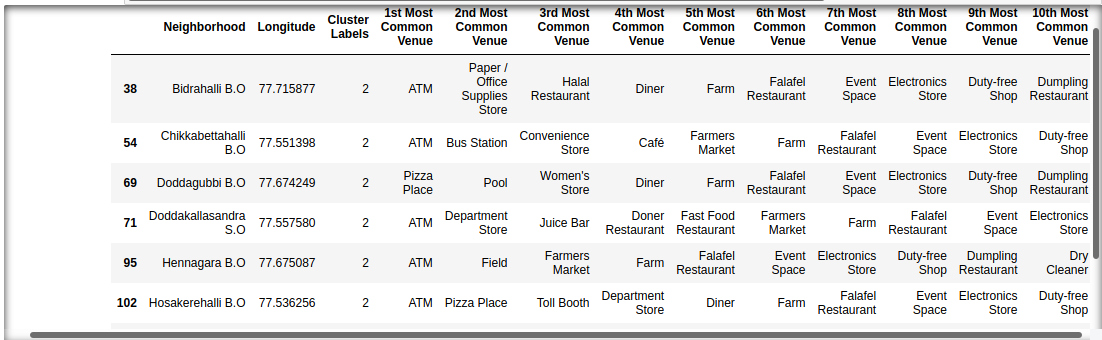 Neighborhood Longitude Cluster Labels 1st Most Common Venue 2nd Most Common Venue 3rd Most Common Venue 4th Most Common Venue 5th Most Common Venue 6th Most Common Venue 7th Most Common Venue 8th Most Common Venue 9th Most Common Venue 10th Most Common Venue
38 Bidrahalli B.O 77.715877 2 ATM Paper / Office Supplies Store Halal Restaurant Diner Farm Falafel Restaurant Event Space Electronics Store Duty-free Shop Dumpling Restaurant
54 Chikkabettahalli B.O 77.551398 2 ATM Bus Station Convenience Store Café Farmers Market Farm Falafel Restaurant Event Space Electronics Store Duty-free Shop
69 Doddagubbi B.O 77.674249 2 Pizza Place Pool Women's Store Diner Farm Falafel Restaurant Event Space Electronics Store Duty-free Shop Dumpling Restaurant
71 Doddakallasandra S.O 77.557580 2 ATM Department Store Juice Bar Doner Restaurant Fast Food Restaurant Farmers Market Farm Falafel Restaurant Event Space Electronics Store
95 Hennagara B.O 77.675087 2 ATM Field Farmers Market Farm Falafel Restaurant Event Space Electronics Store Duty-free Shop Dumpling Restaurant Dry Cleaner
102 Hosakerehalli B.O 77.536256 2 ATM Pizza Place Toll Booth Department Store Diner Farm Falafel Restaurant Event Space Electronics Store Duty-free Shop